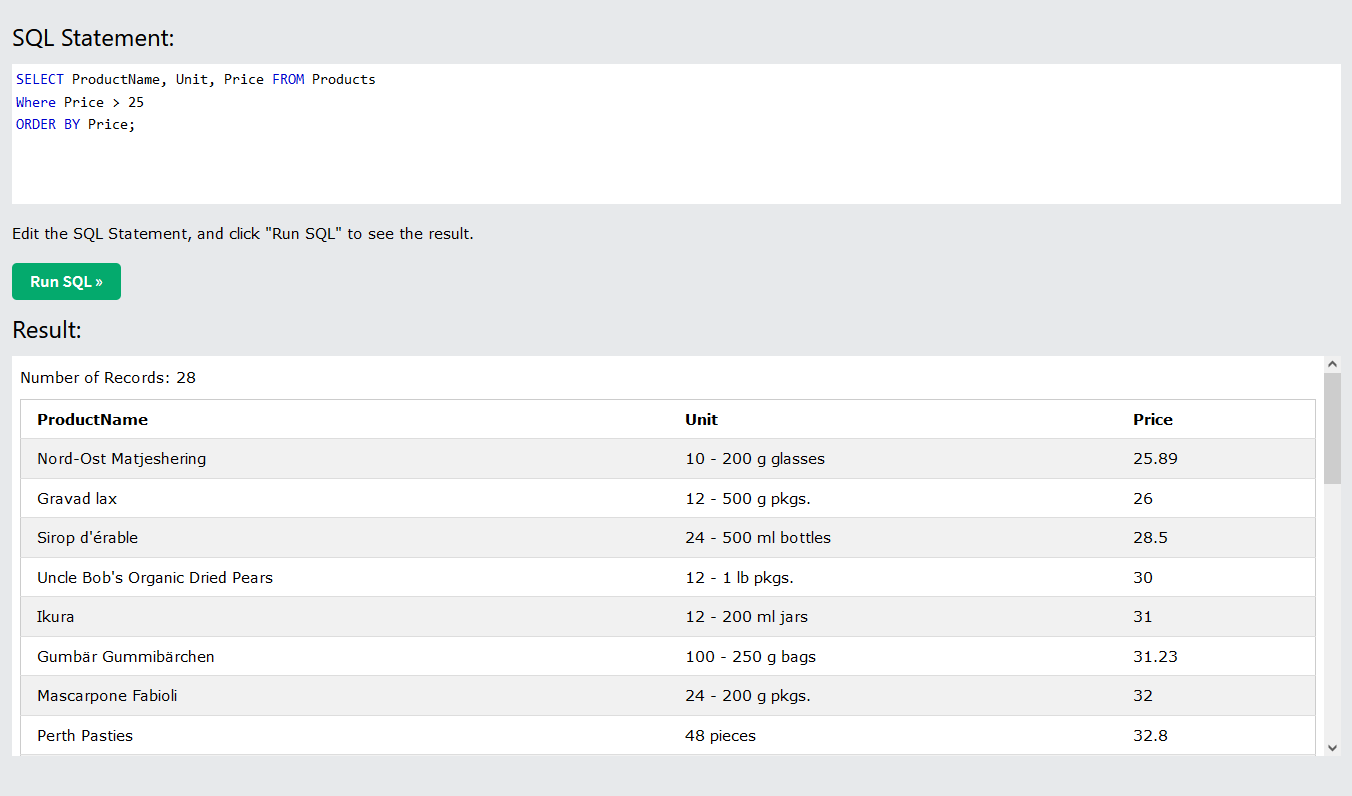 SQL Statement:
SELECT ProductName, Unit, Price FROM Products
Where Price > 25
ORDER BY Price;
Edit the SQL Statement, and click "Run SQL" to see the result.
Run SQL »
Result:
Number of Records: 28
ProductName Unit Price
Nord-Ost Matjeshering 10 - 200 g glasses 25.89
Gravad lax 12 - 500 g pkgs. 26
Sirop d'érable 24 - 500 ml bottles 28.5
Uncle Bob's Organic Dried Pears 12 - 1 lb pkgs. 30
Ikura 12 - 200 ml jars 31
Gumbär Gummibärchen 100 - 250 g bags 31.23
Mascarpone Fabioli 24 - 200 g pkgs. 32
Perth Pasties 48 pieces 32.8